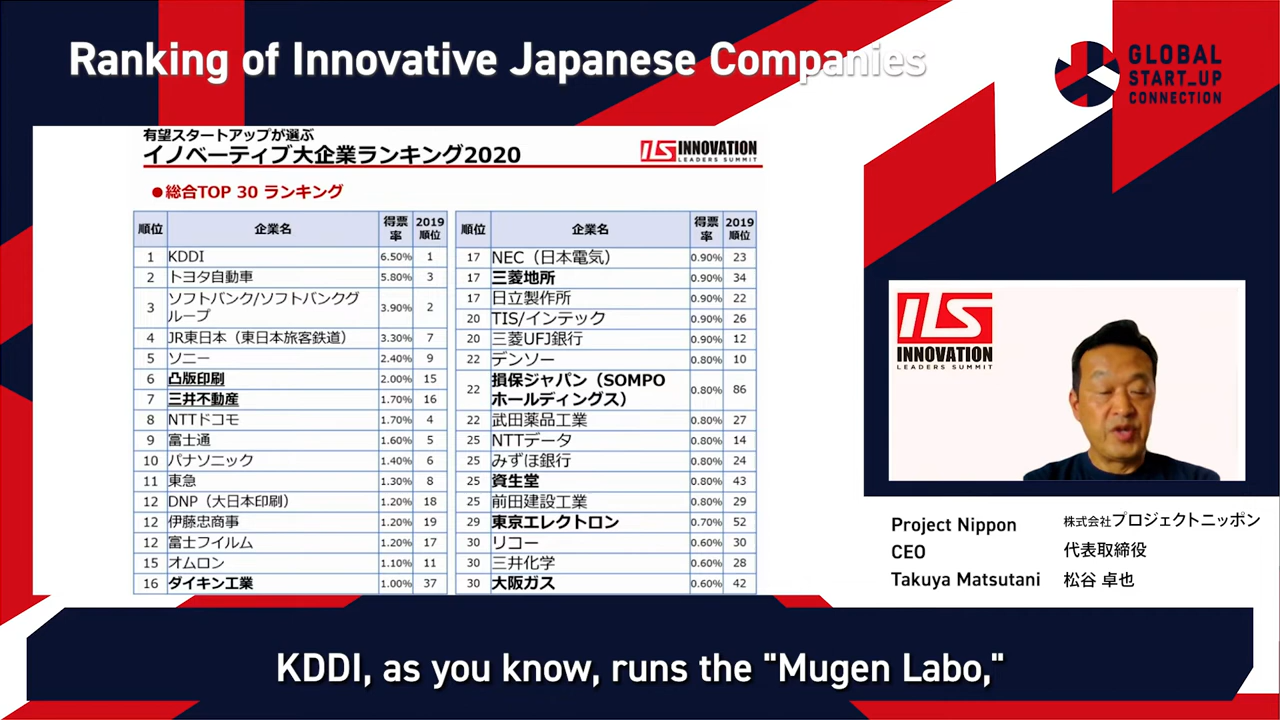 Ranking of Innovative Japanese Companies
GLOBAL
START_UP
CONNECTION
有望スタートアップが選ぶ
イノベーティブ大企業ランキング2020
ILS INNOVATION
LEADERS SUMMIT
●総合TOP 30 ランキング
順位 企業名 得票率 2019順位
1 KDDI 6.50% 1
2 トヨタ自動車 5.80% 3
3 ソフトバンク/ソフトバンクグループ 3.90% 2
4 JR東日本（東日本旅客鉄道） 3.30% 7
5 ソニー 2.40% 9
6 凸版印刷 2.00% 15
7 三井不動産 1.70% 16
8 NTTドコモ 1.70% 4
9 富士通 1.60% 5
10 パナソニック 1.40% 6
11 東急 1.30% 8
12 DNP（大日本印刷） 1.20% 18
12 伊藤忠商事 1.20% 19
12 富士フイルム 1.20% 17
15 オムロン 1.10% 11
16 ダイキン工業 1.00% 37
順位 企業名 得票率 2019順位
17 NEC（日本電気） 0.90% 23
17 三菱地所 0.90% 34
17 日立製作所 0.90% 22
20 TIS/インテック 0.90% 26
20 三菱UFJ銀行 0.90% 12
22 デンソー 0.80% 10
22 損保ジャパン（SOMPOホールディングス） 0.80% 86
22 武田薬品工業 0.80% 27
25 NTTデータ 0.80% 14
25 みずほ銀行 0.80% 24
25 資生堂 0.80% 43
25 前田建設工業 0.80% 29
29 東京エレクトロン 0.70% 52
30 リコー 0.60% 30
30 三井化学 0.60% 28
30 大阪ガス 0.60% 42
ILS
INNOVATION
LEADERS SUMMIT
Project Nippon
CEO
Takuya Matsutani
株式会社プロジェクトニッポン
代表取締役
松谷 卓也
KDDI, as you know, runs the "Mugen Labo,"